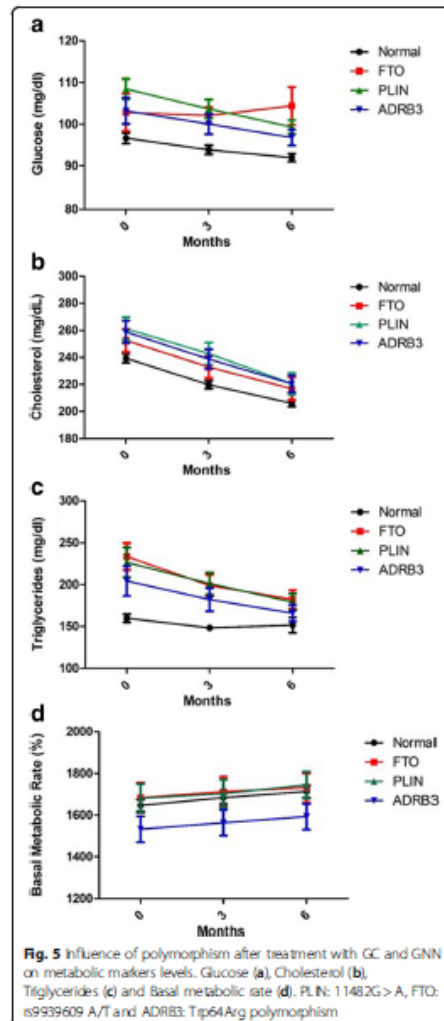 a
Glucose (mg/dl)
120
110
100
90
80
0
3
6
Months
Normal
FTO
PLIN
ADRB3
b
Cholesterol (mg/dL)
300
280
260
240
220
200
180
0
3
6
Months
Normal
FTO
PLIN
ADRB3
c
Triglycerides (mg/dl)
300
250
200
150
100
0
3
6
Months
Normal
FTO
PLIN
ADRB3
d
Basal Metabolic Rate (%)
2000
1800
1600
1400
1200
0
3
6
Months
Normal
FTO
PLIN
ADRB3
Fig. 5 Influence of polymorphism after treatment with GC and GNN
on metabolic markers levels. Glucose (a), Cholesterol (b),
Triglycerides (c) and Basal metabolic rate (d). PLIN: 11482G > A, FTO:
rs9939609 A/T and ADRB3: Trp64Arg polymorphism